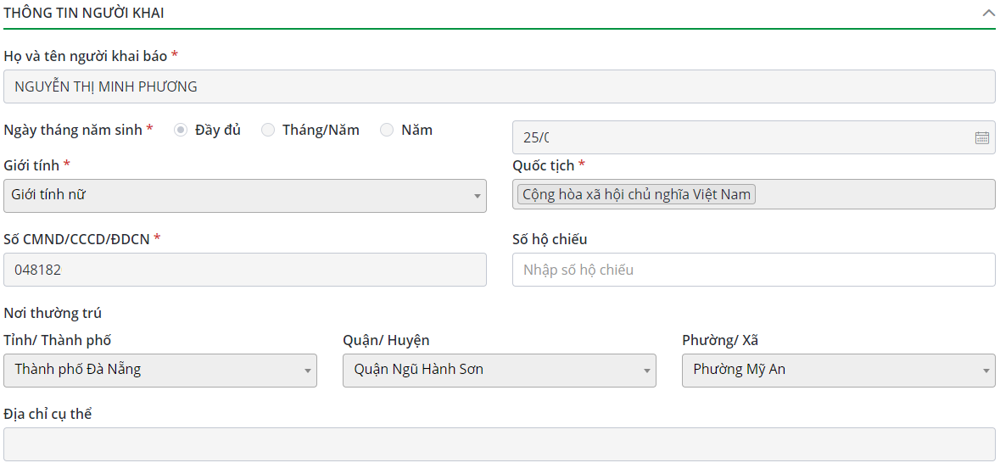 THÔNG TIN NGƯỜI KHAI
Họ và tên người khai báo *
NGUYỄN THỊ MINH PHƯƠNG
Ngày tháng năm sinh * Đầy đủ Tháng/Năm Năm
25/0
Giới tính * Quốc tịch *
Giới tính nữ Cộng hòa xã hội chủ nghĩa Việt Nam
Số CMND/CCCD/ĐDCN * Số hộ chiếu
048182 Nhập số hộ chiếu
Nơi thường trú
Tỉnh/ Thành phố Quận/ Huyện Phường/ Xã
Thành phố Đà Nẵng Quận Ngũ Hành Sơn Phường Mỹ An
Địa chỉ cụ thể